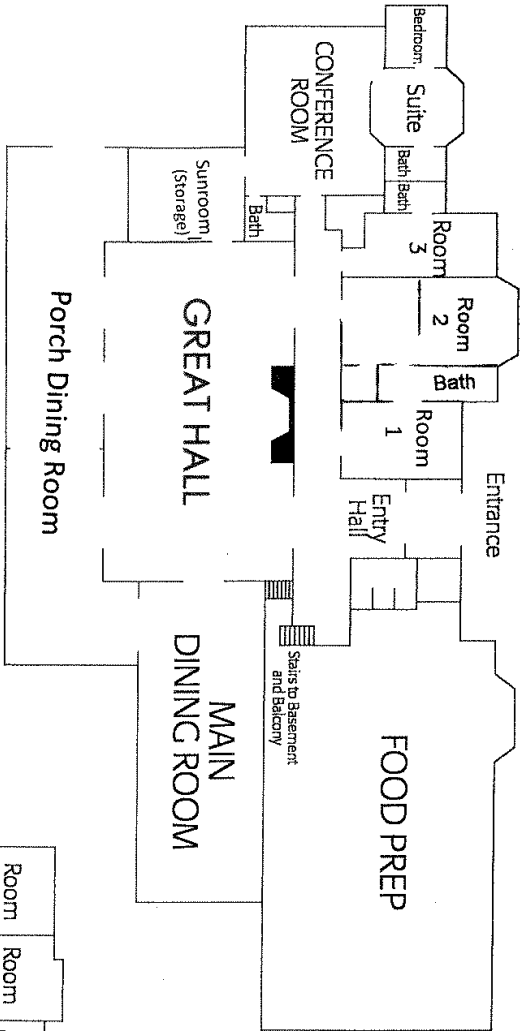 Bedroom
Suite
Bath
Bath
CONFERENCE
ROOM
Room
3
Room
2
Bath
Room
1
Entrance
Entry
Hall
Bath
Sunroom
(Storage)
GREAT HALL
Porch Dining Room
Stairs to Basement
and Balcony
MAIN
DINING ROOM
FOOD PREP
Room
Room